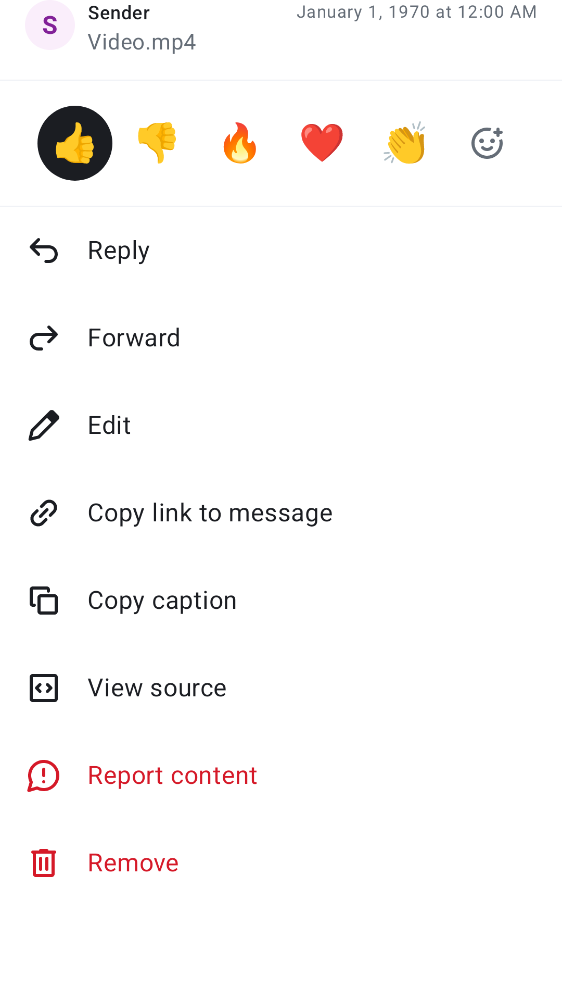 S
Sender
January 1, 1970 at 12:00 AM
Video.mp4
Reply
Forward
Edit
Copy link to message
Copy caption
View source
Report content
Remove